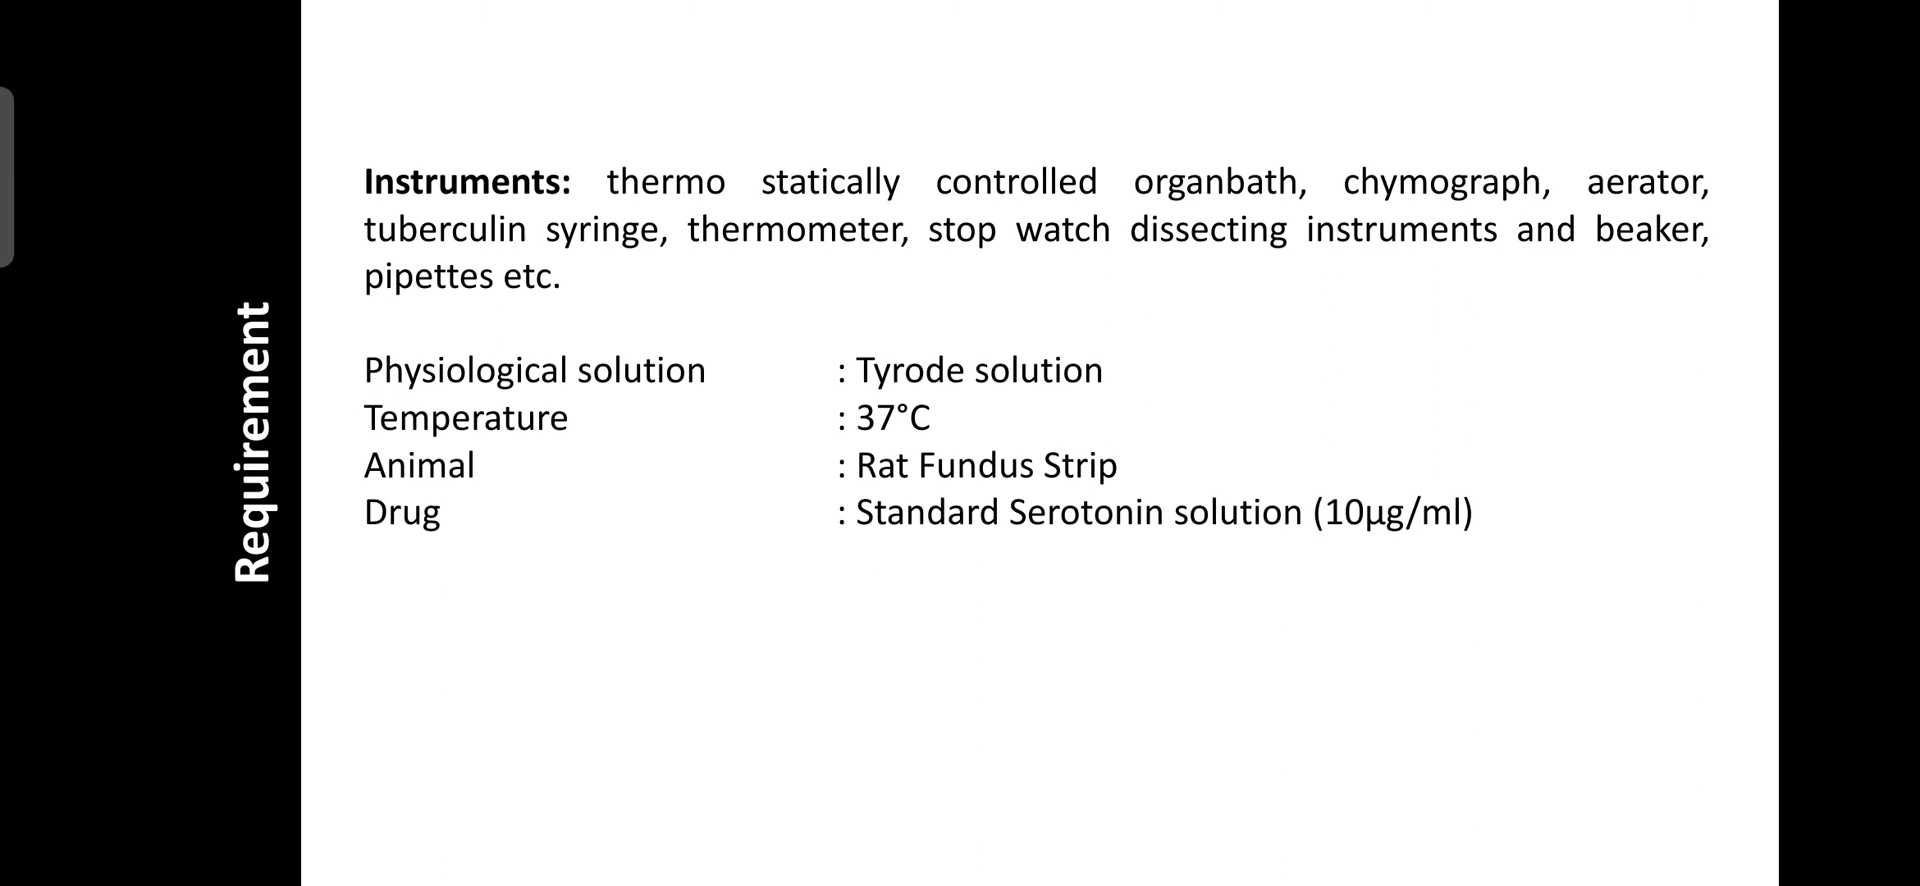 Requirement
Instruments: thermo statically controlled organbath, chymograph, aerator,
tuberculin syringe, thermometer, stop watch dissecting instruments and beaker,
pipettes etc.
Physiological solution : Tyrode solution
Temperature : 37°C
Animal : Rat Fundus Strip
Drug : Standard Serotonin solution (10µg/ml)